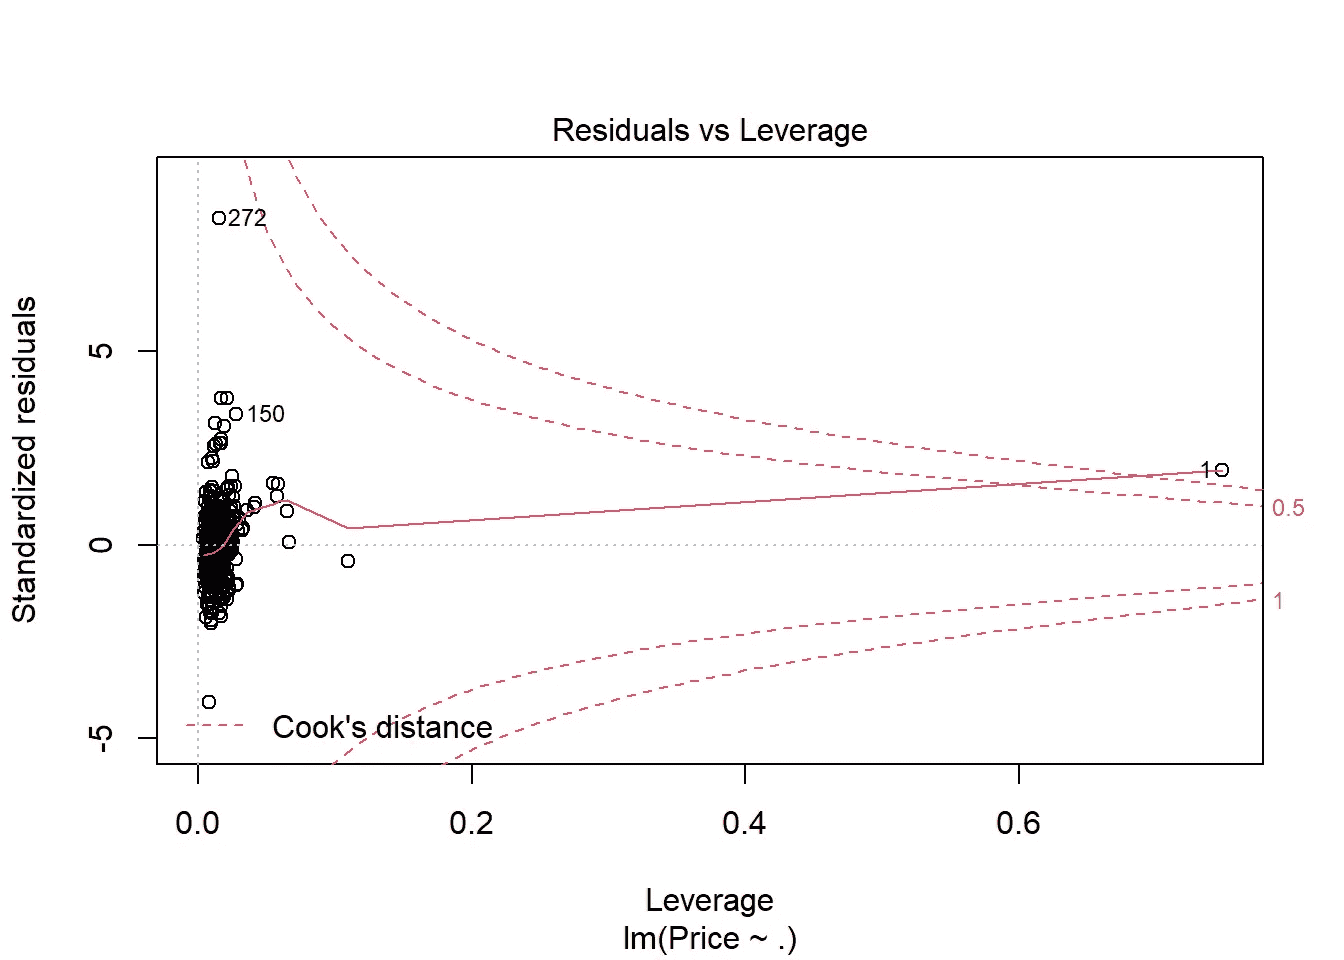 Residuals vs Leverage
Standardized residuals
5
0
-5
272
150
1
0.5
1
Cook's distance
0.0 0.2 0.4 0.6
Leverage
lm(Price ~ .)